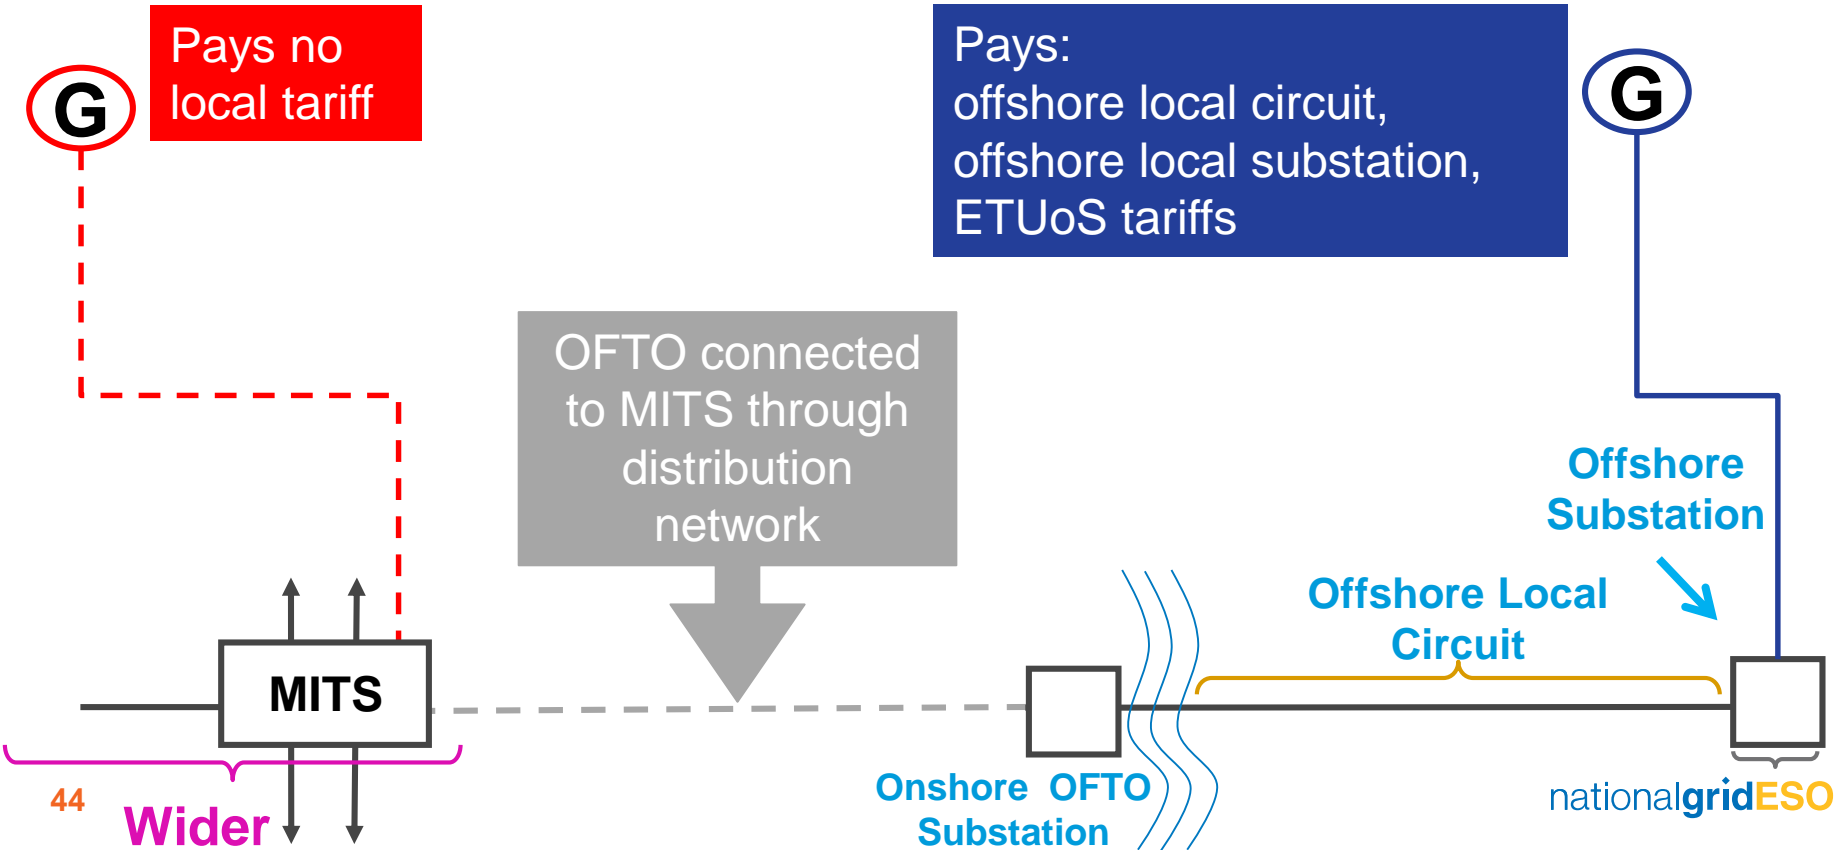 G
Pays no
local tariff
Pays:
offshore local circuit,
offshore local substation,
ETUoS tariffs
G
OFTO connected
to MITS through
distribution
network
Offshore
Substation
Offshore Local
Circuit
MITS
Onshore OFTO
Substation
44
Wider
nationalgridESO